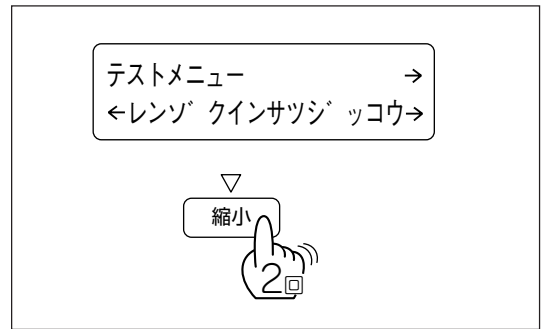 テストメニュー →
←レンゾ゛クインサツジ゛ッコウ→
縮小
2回